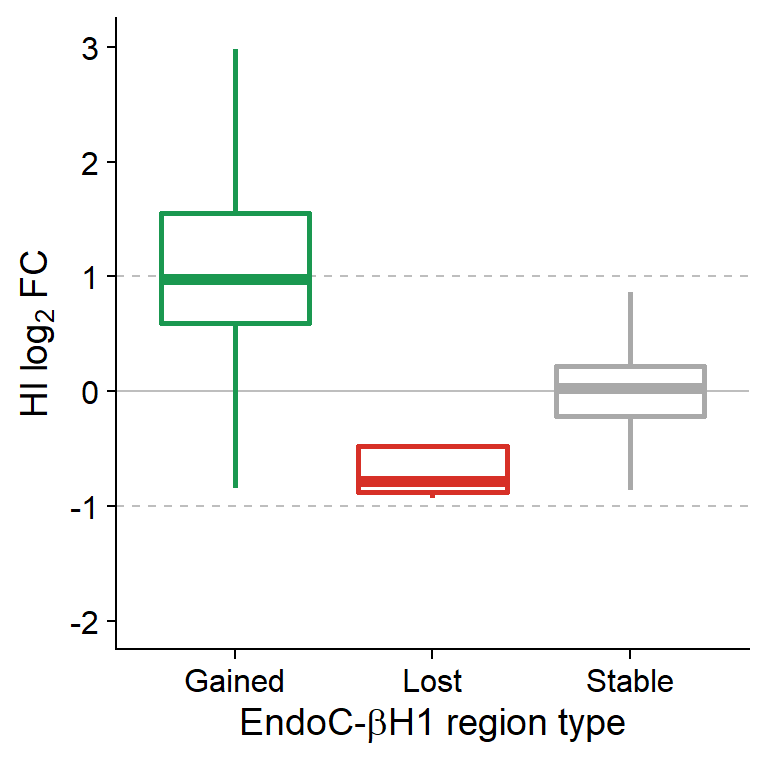 HI log₂ FC
3
2
1
0
-1
-2
Gained Lost Stable
EndoC-βH1 region type